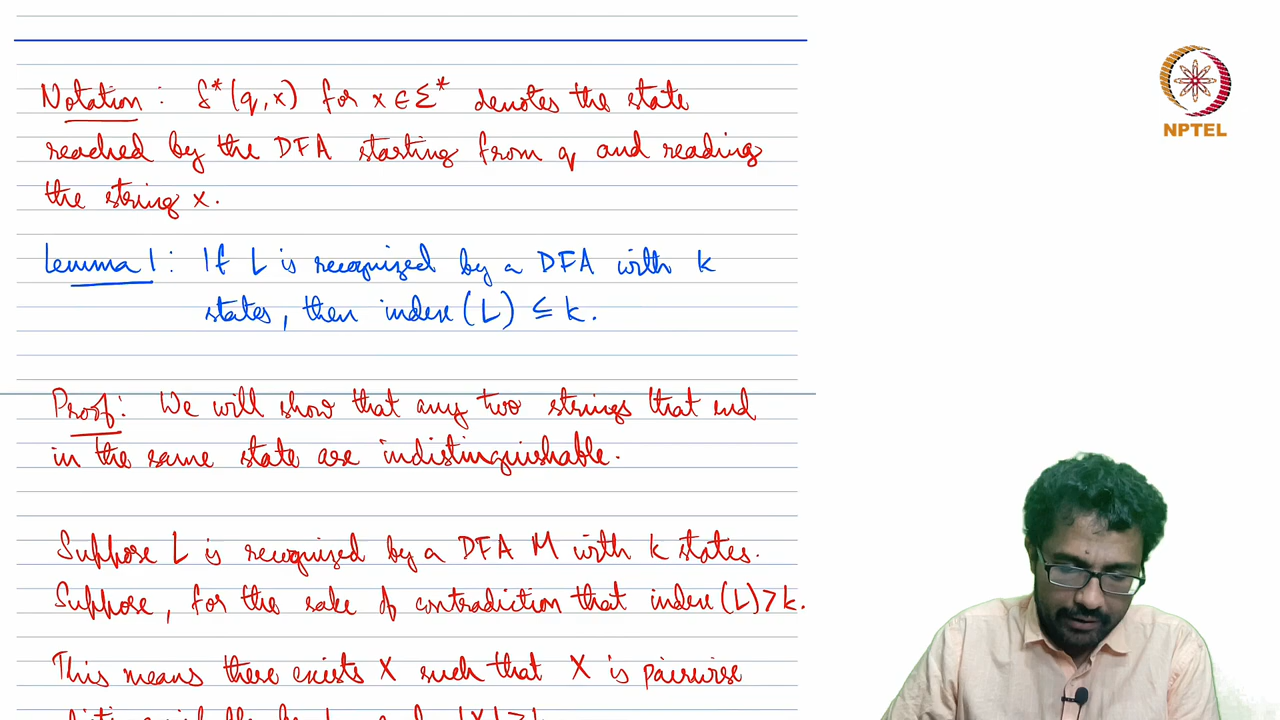 Notation : δ*(q,x) for x ∈ Σ* denotes the state
reached by the DFA starting from q and reading
the string x.
Lemma 1 : If L is recognized by a DFA with k
states, then index (L) ≤ k.
Proof: We will show that any two strings that end
in the same state are indistinguishable.
Suppose L is recognized by a DFA M with k states.
Suppose, for the sake of contradiction that index (L) > k.
This means there exists X such that X is pairwise
NPTEL